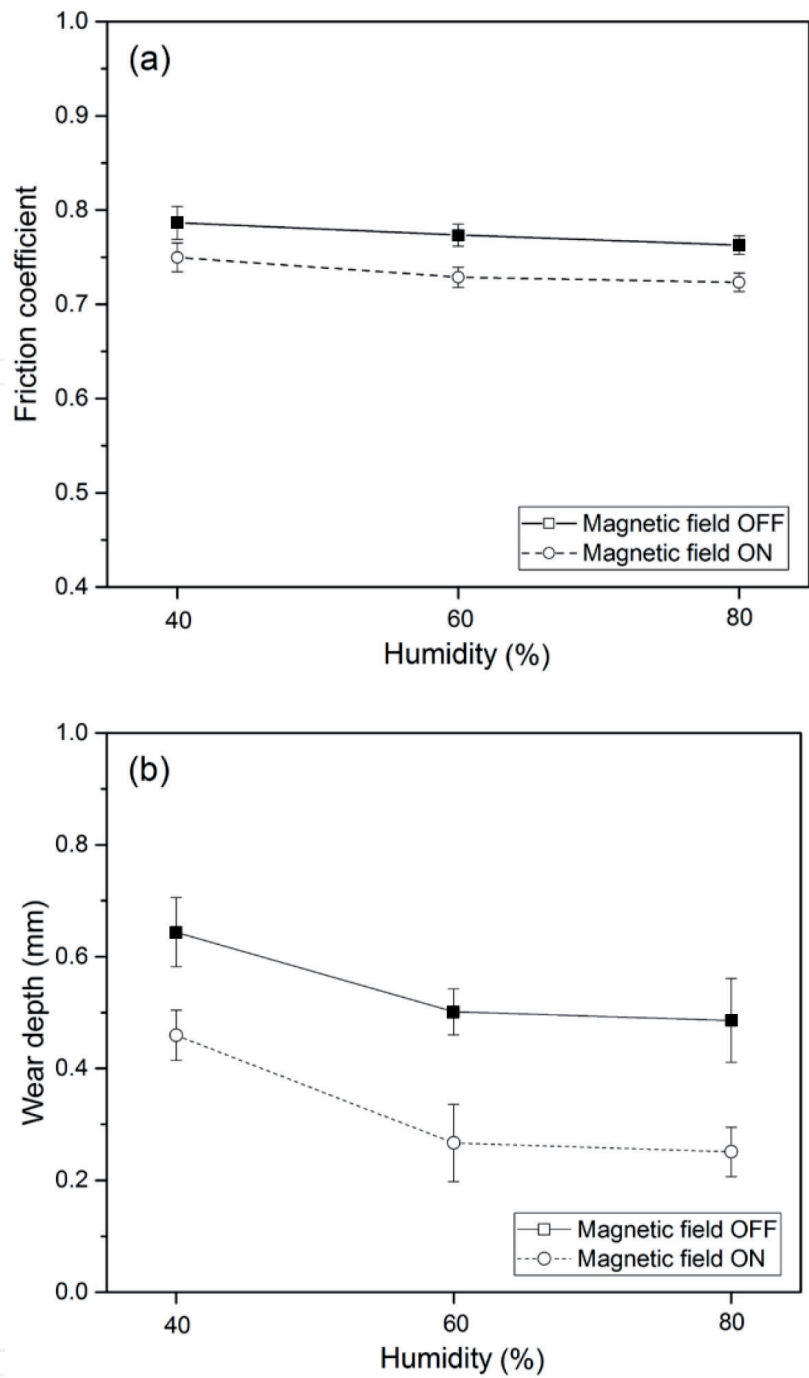 (a)
1.0
0.9
0.8
0.7
0.6
0.5
0.4
Friction coefficient
Magnetic field OFF
Magnetic field ON
40 60 80
Humidity (%)
(b)
1.0
0.8
0.6
0.4
0.2
0.0
Wear depth (mm)
Magnetic field OFF
Magnetic field ON
40 60 80
Humidity (%)